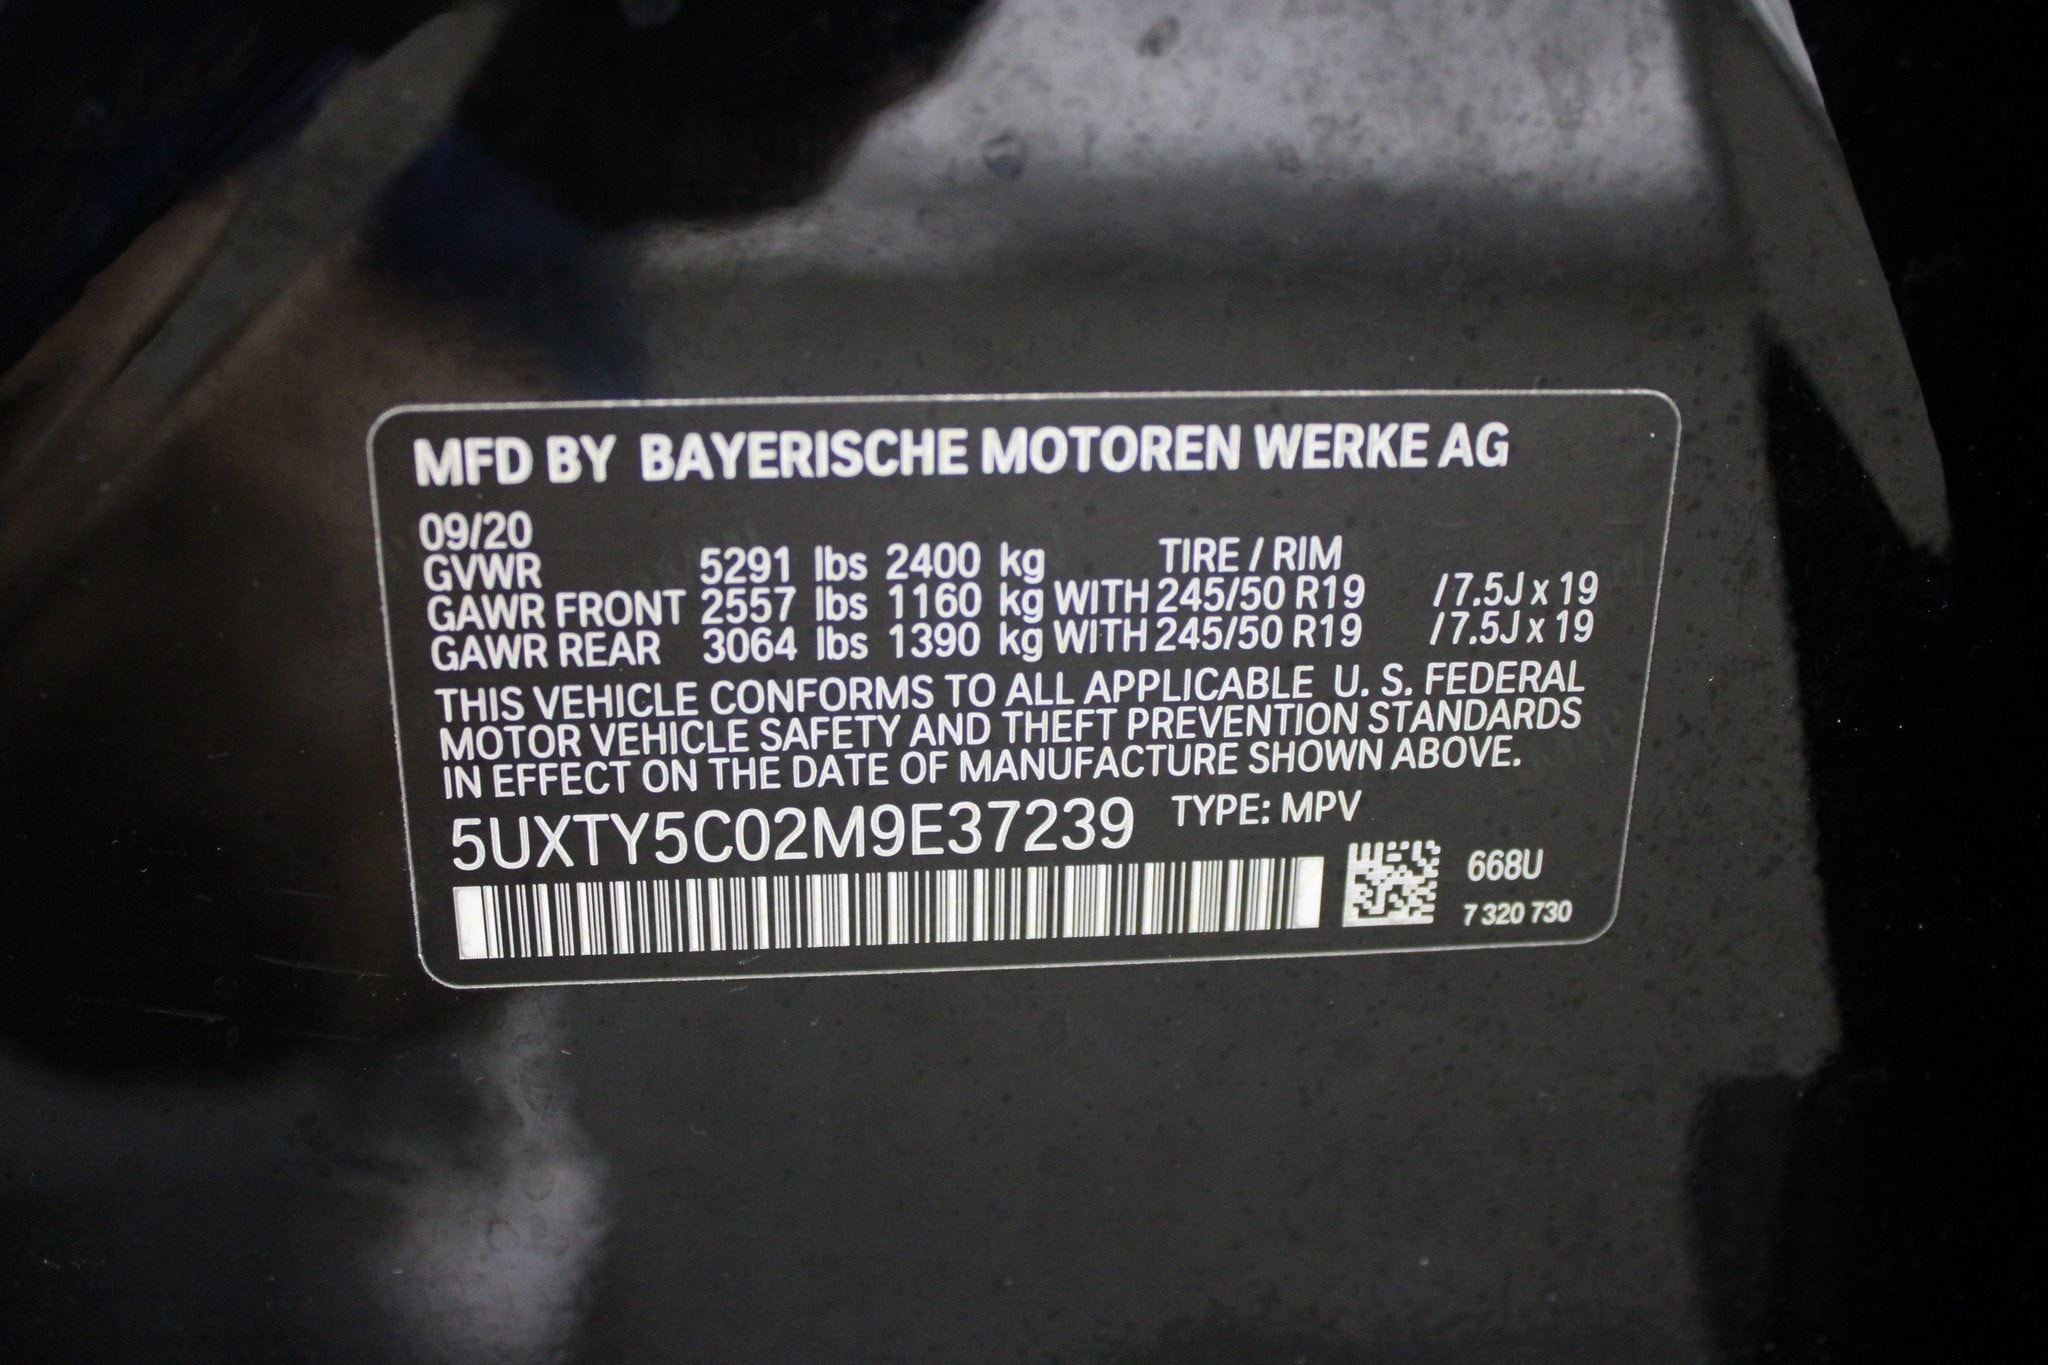 MFD BY BAYERISCHE MOTOREN WERKE AG
09/20
GVWR 5291 lbs 2400 kg TIRE / RIM
GAWR FRONT 2557 lbs 1160 kg WITH 245/50 R19 / 7.5J x 19
GAWR REAR 3064 lbs 1390 kg WITH 245/50 R19 / 7.5J x 19
THIS VEHICLE CONFORMS TO ALL APPLICABLE U. S. FEDERAL
MOTOR VEHICLE SAFETY AND THEFT PREVENTION STANDARDS
IN EFFECT ON THE DATE OF MANUFACTURE SHOWN ABOVE.
5UXTY5C02M9E37239 TYPE: MPV
668U
7 320 730